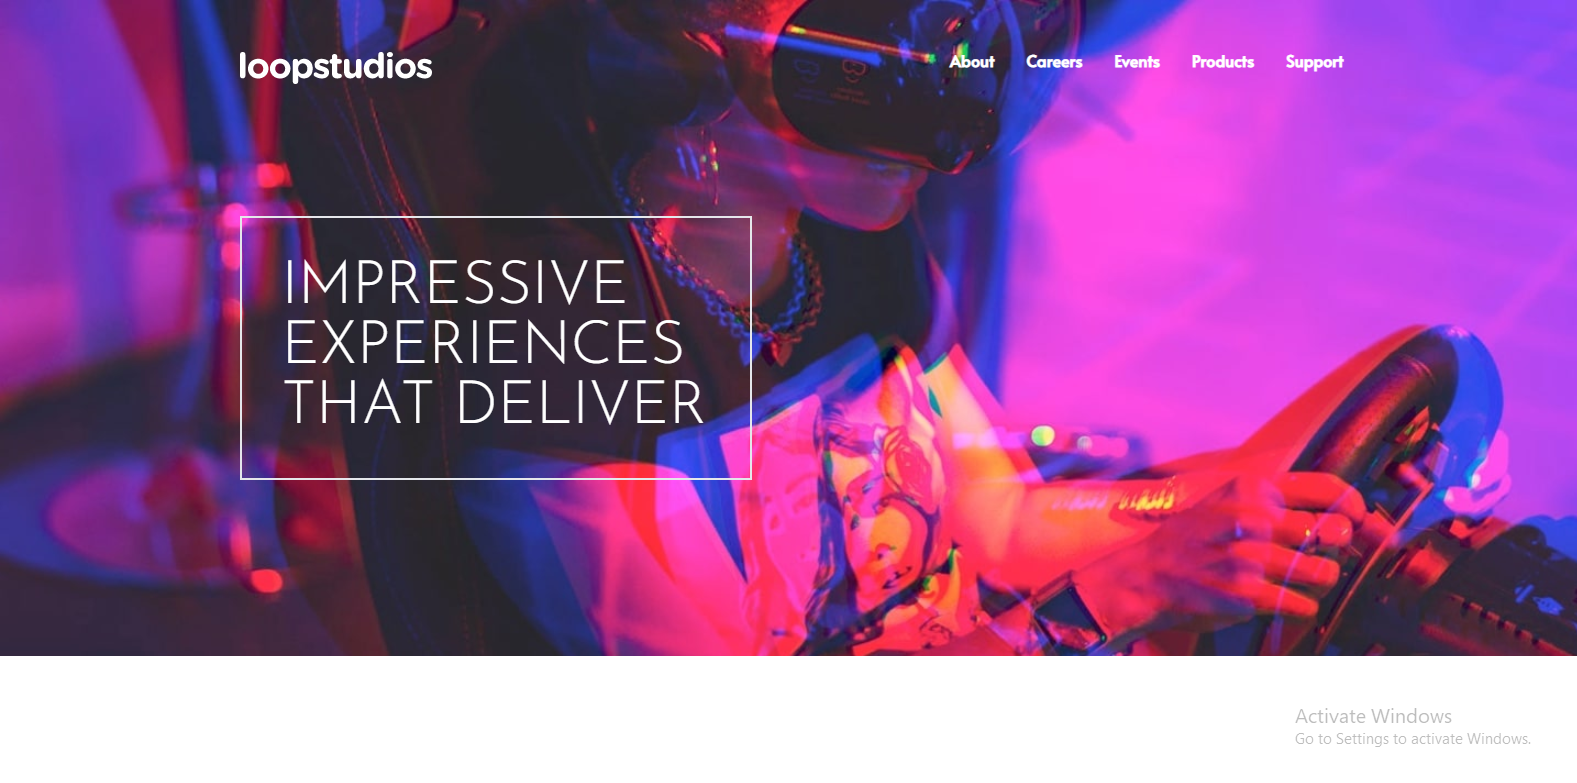 loopstudios
About Careers Events Products Support
IMPRESSIVE
EXPERIENCES
THAT DELIVER
Activate Windows
Go to Settings to activate Windows.